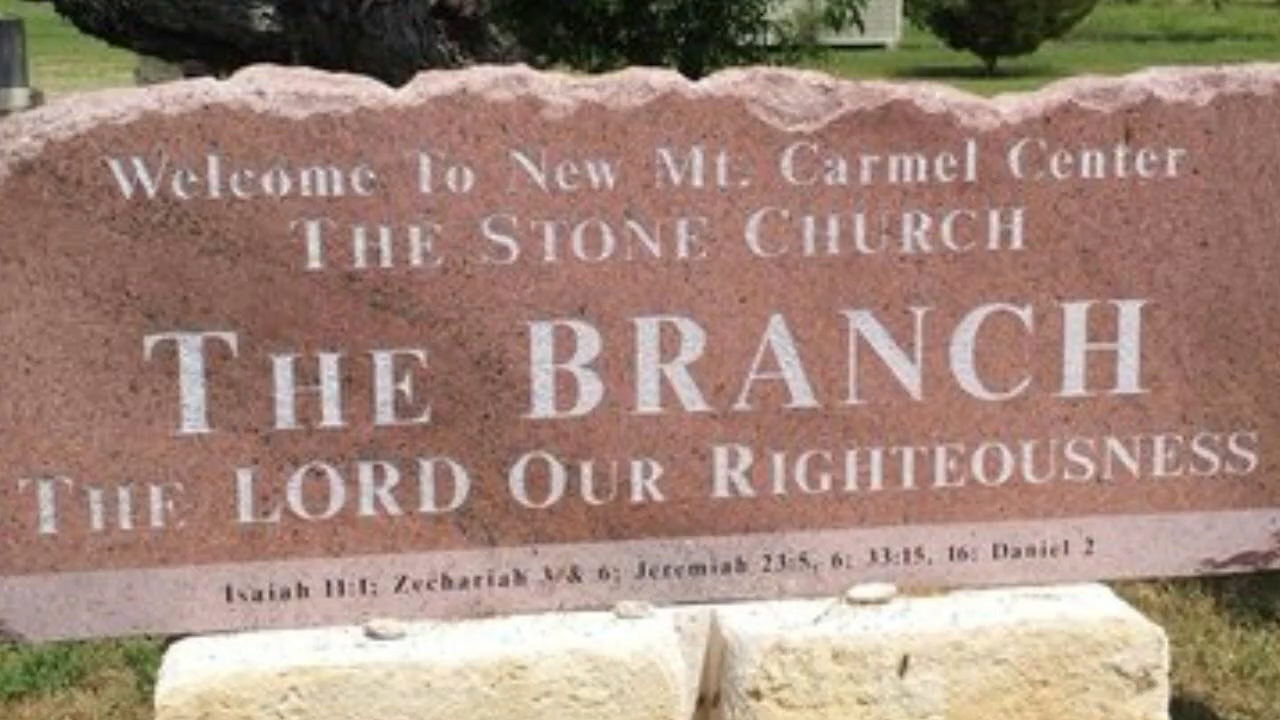 Welcome To New Mt. Carmel Center
THE STONE CHURCH
THE BRANCH
THE LORD OUR RIGHTEOUSNESS
Isaiah 11:1; Zechariah 3 & 6; Jeremiah 23:5, 6; 33:15, 16; Daniel 2